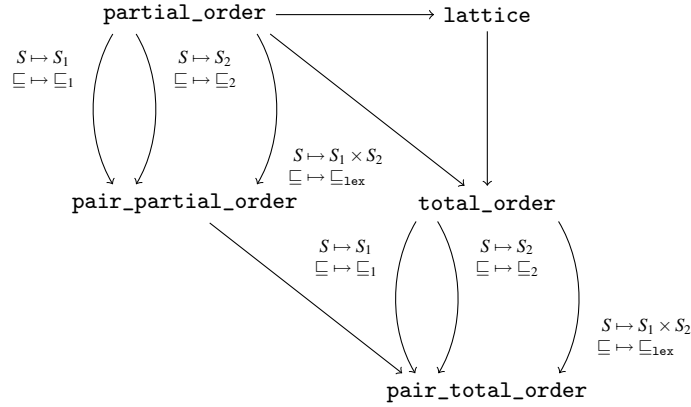 partial_order lattice
S ↦ S₁ S ↦ S₂
⊑ ↦ ⊑₁ ⊑ ↦ ⊑₂
S ↦ S₁ × S₂
⊑ ↦ ⊑lex
pair_partial_order total_order
S ↦ S₁ S ↦ S₂
⊑ ↦ ⊑₁ ⊑ ↦ ⊑₂
S ↦ S₁ × S₂
⊑ ↦ ⊑lex
pair_total_order